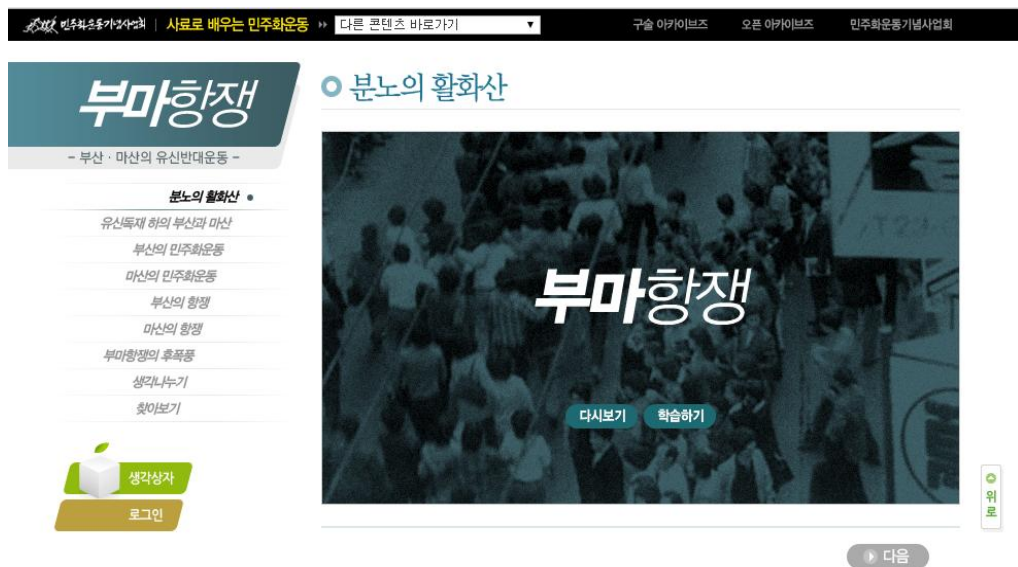 민주화운동기념사업회 | 사료로 배우는 민주화운동 다른 콘텐츠 바로가기 ▼ 구술 아카이브즈 오픈 아카이브즈 민주화운동기념사업회
부마항쟁
- 부산 · 마산의 유신반대운동 -
분노의 활화산
유신독재 하의 부산과 마산
부산의 민주화운동
마산의 민주화운동
부산의 항쟁
마산의 항쟁
부마항쟁의 후폭풍
생각나누기
찾아보기
생각상자
로그인
분노의 활화산
부마항쟁
다시보기 학습하기
위로
다음